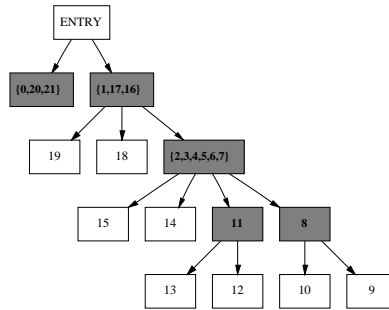 ENTRY
{0,20,21} {1,17,16}
19 18 {2,3,4,5,6,7}
15 14 11 8
13 12 10 9